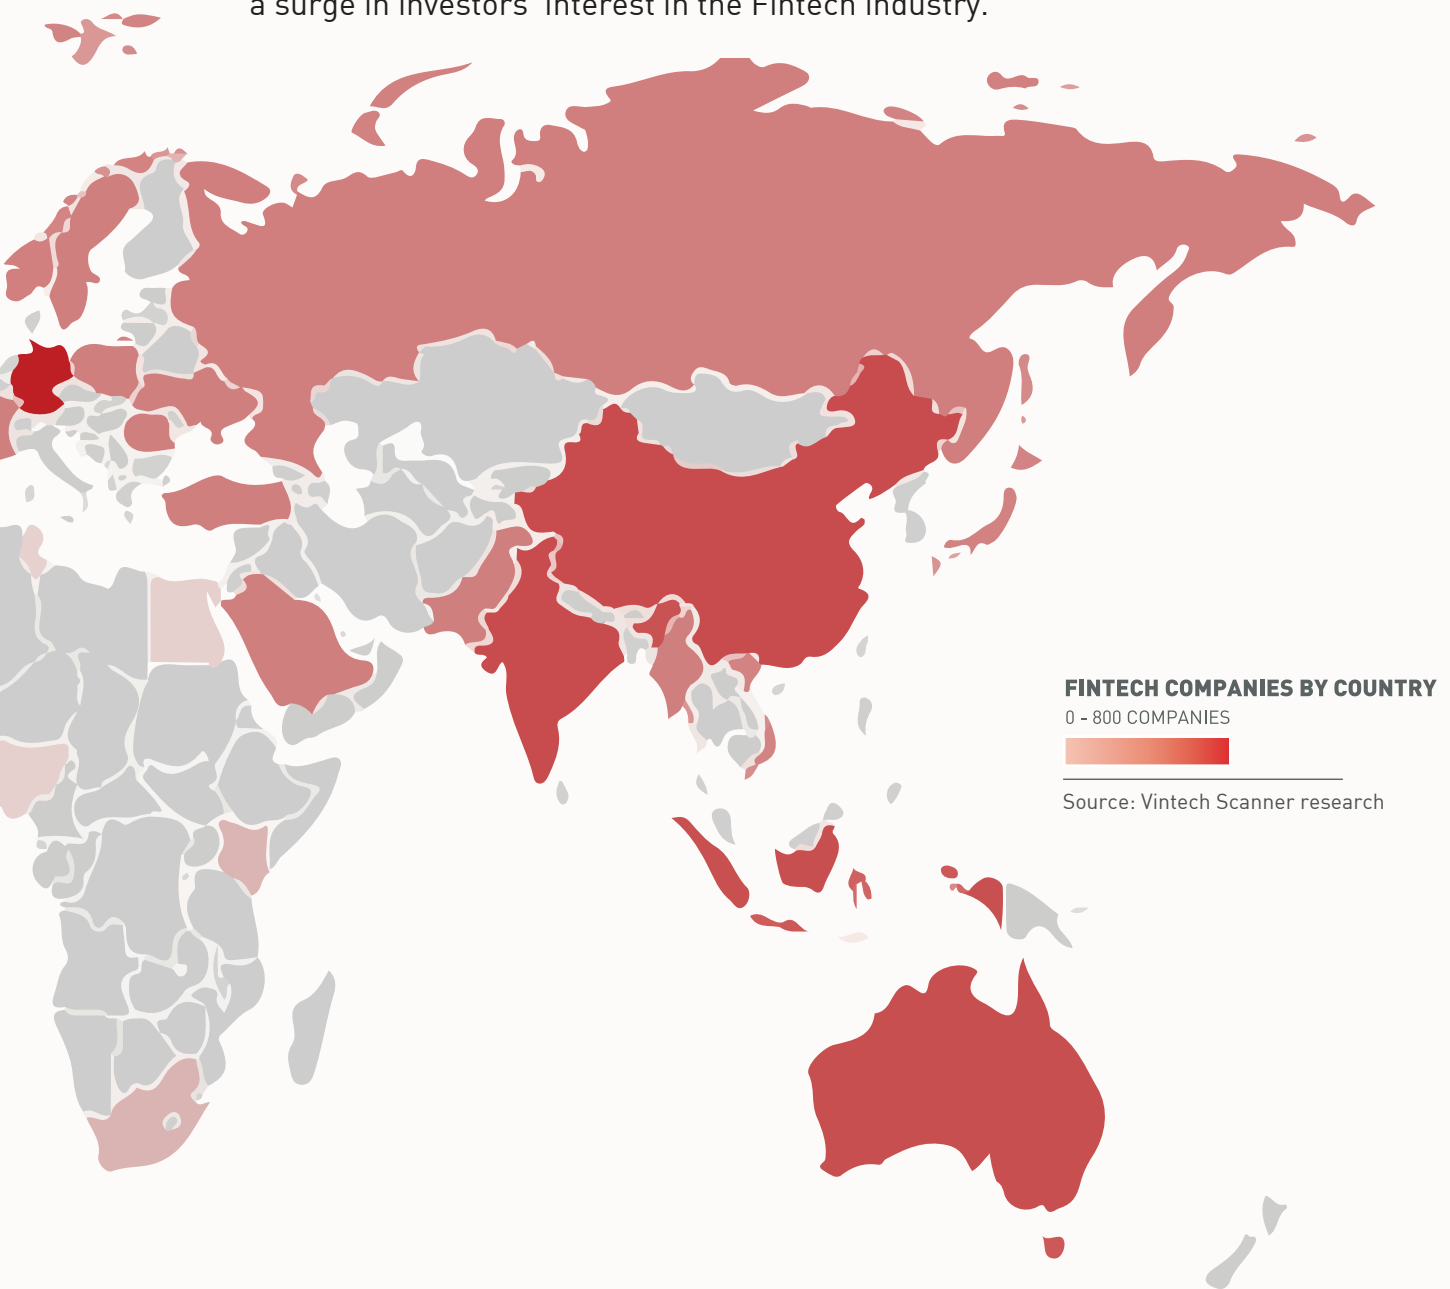 a surge in investors' interest in the Fintech industry.
FINTECH COMPANIES BY COUNTRY
0 - 800 COMPANIES
Source: Vintech Scanner research